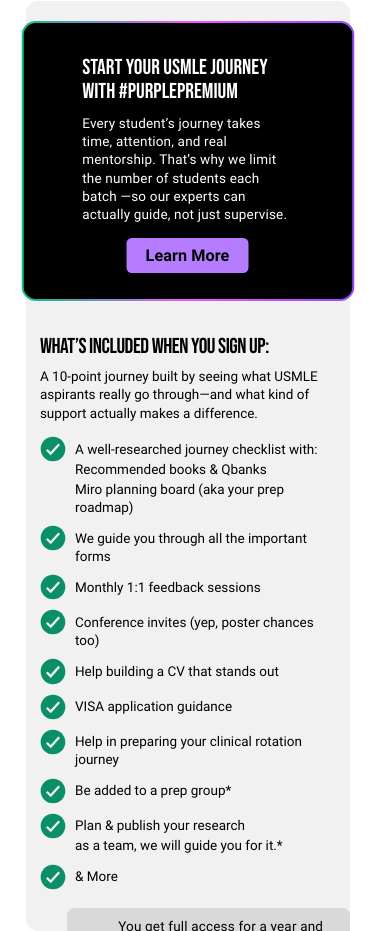 START YOUR USMLE JOURNEY
WITH #PURPLEPREMIUM
Every student’s journey takes
time, attention, and real
mentorship. That’s why we limit
the number of students each
batch —so our experts can
actually guide, not just supervise.
Learn More
WHAT’S INCLUDED WHEN YOU SIGN UP:
A 10-point journey built by seeing what USMLE
aspirants really go through—and what kind of
support actually makes a difference.
A well-researched journey checklist with:
Recommended books & Qbanks
Miro planning board (aka your prep
roadmap)
We guide you through all the important
forms
Monthly 1:1 feedback sessions
Conference invites (yep, poster chances
too)
Help building a CV that stands out
VISA application guidance
Help in preparing your clinical rotation
journey
Be added to a prep group*
Plan & publish your research
as a team, we will guide you for it.*
& More
You get full access for a year and